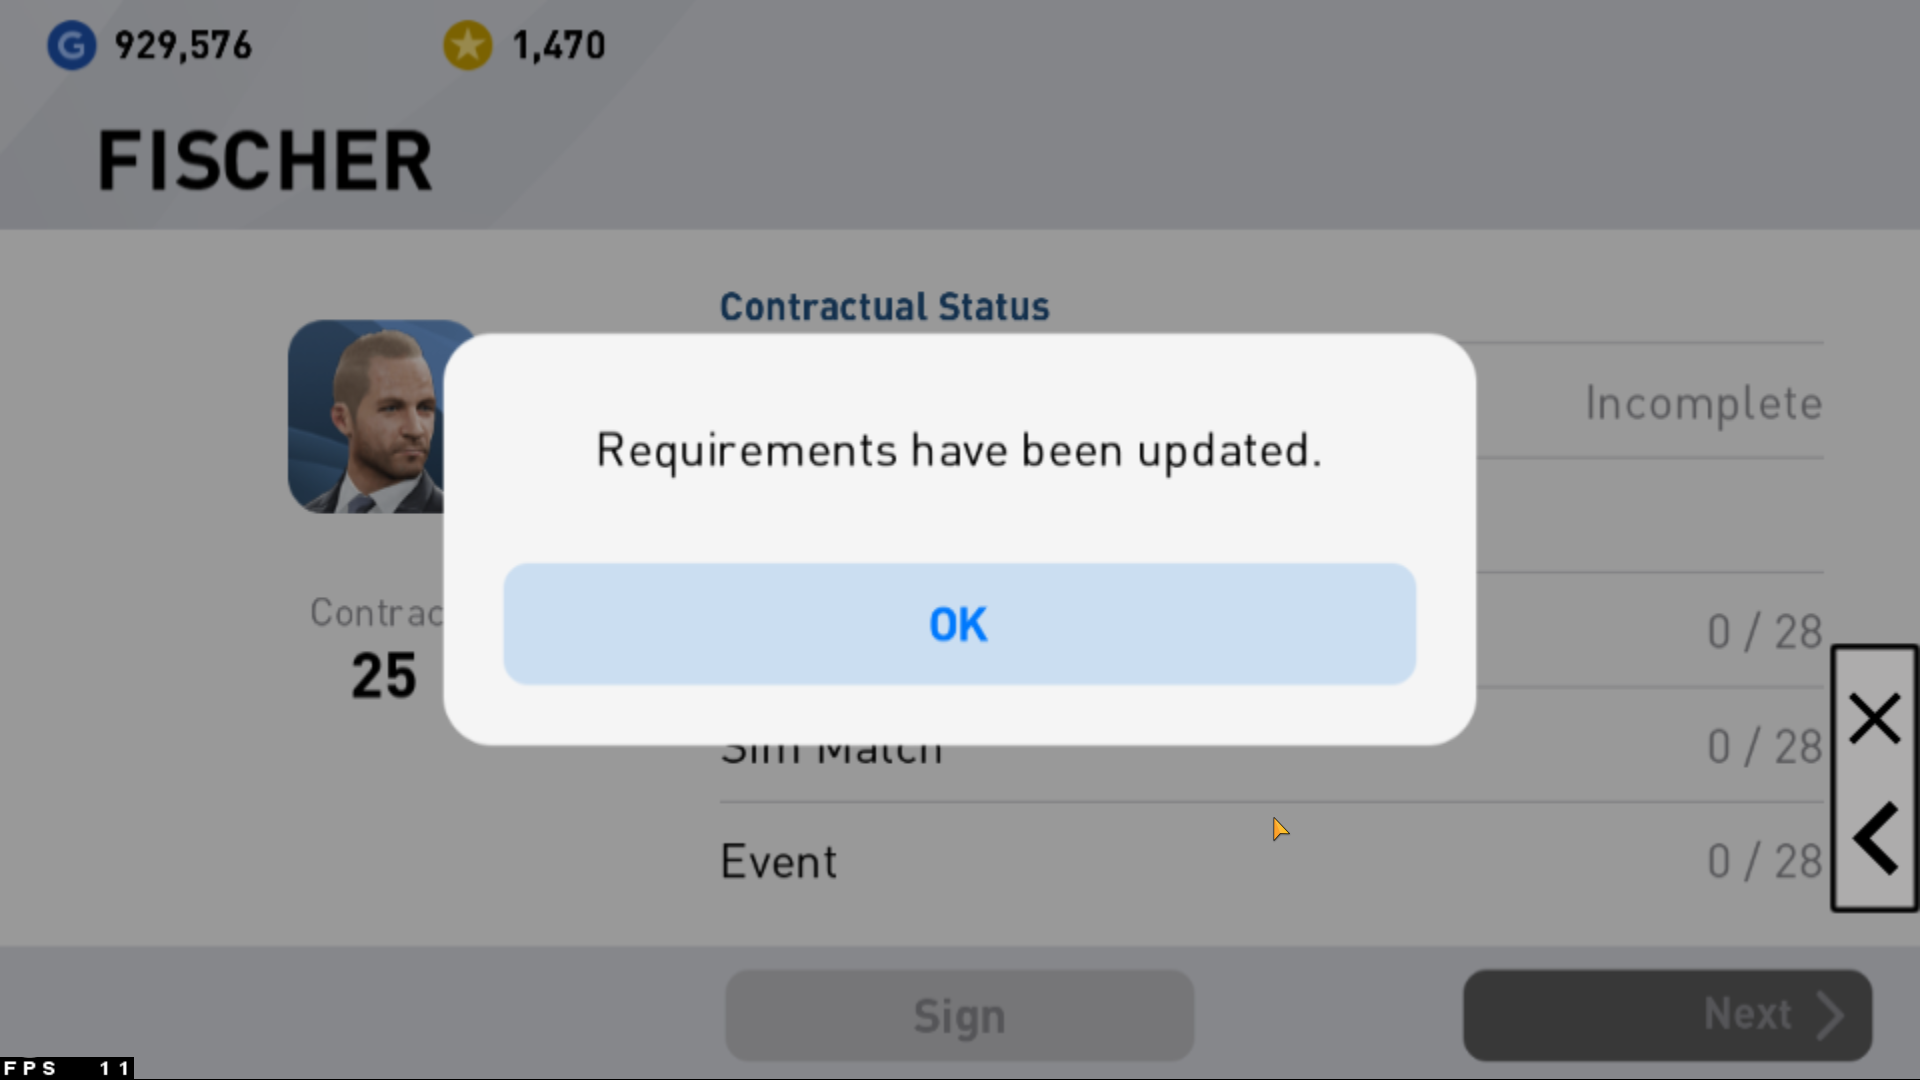 G 929,576 1,470
FISCHER
Contractual Status
Incomplete
Requirements have been updated.
OK
Contrac
25
0 / 28
Sim Match 0 / 28
Event 0 / 28
Sign
Next
FPS 11